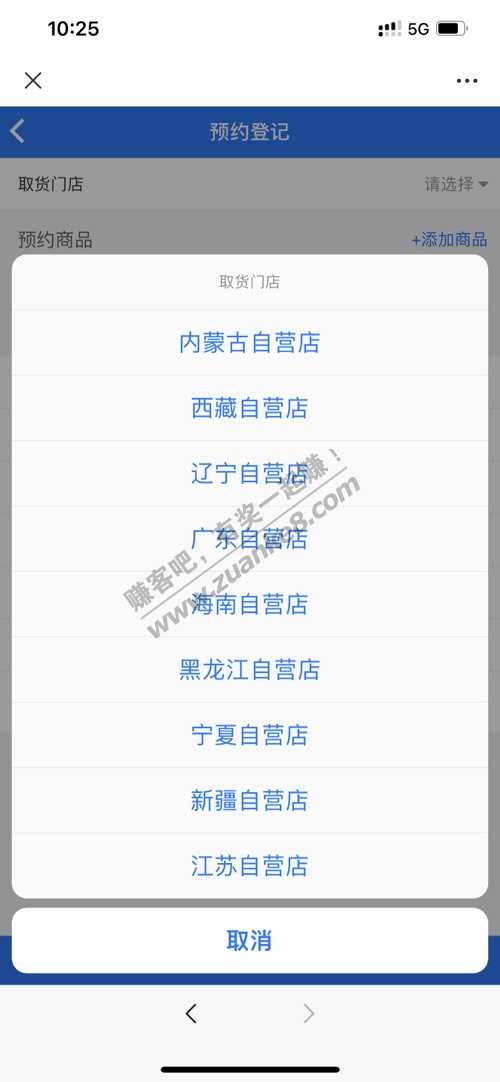 10:25
5G
预约登记
取货门店
请选择
预约商品
+添加商品
取货门店
内蒙古自营店
西藏自营店
辽宁自营店
广东自营店
海南自营店
黑龙江自营店
宁夏自营店
新疆自营店
江苏自营店
取消
赚客吧，有奖一起赚！
www.zuanke8.com